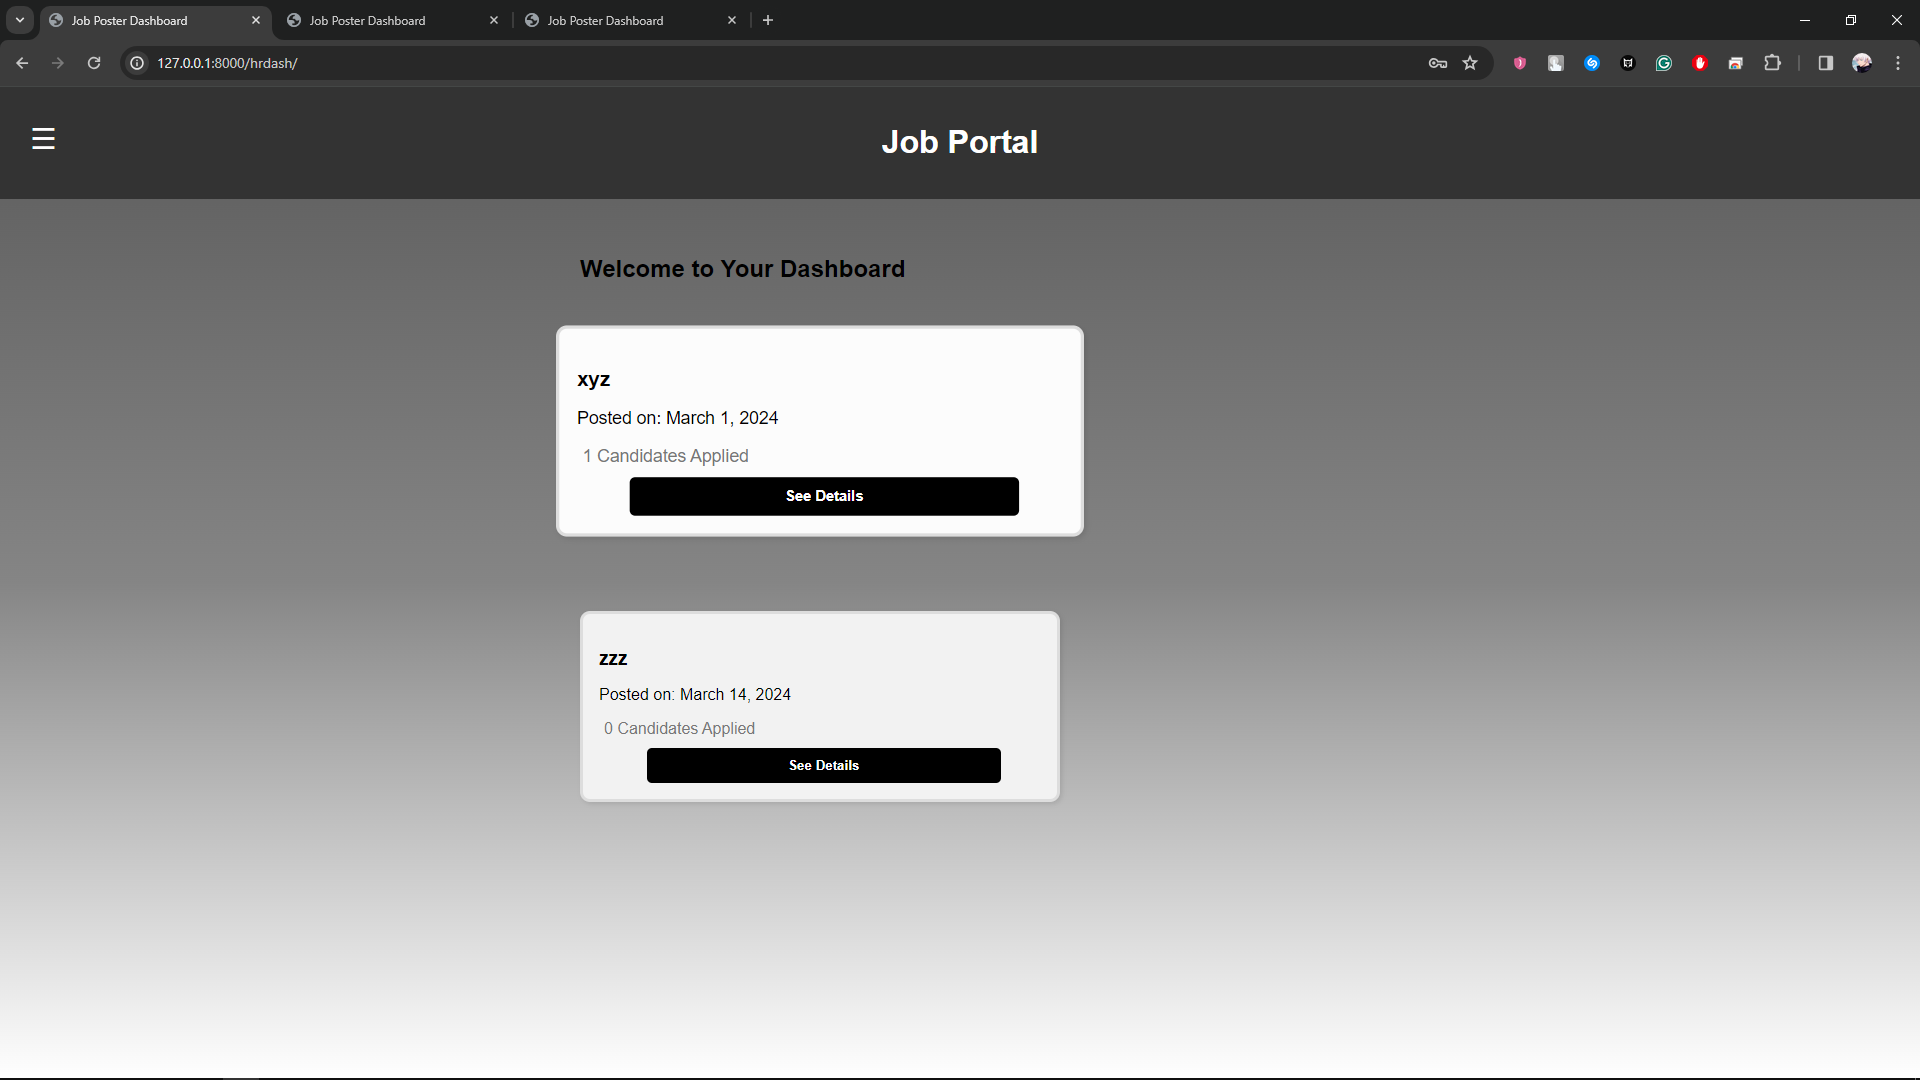 Job Poster Dashboard
Job Poster Dashboard
Job Poster Dashboard
127.0.0.1:8000/hrdash/
Job Portal
Welcome to Your Dashboard
xyz
Posted on: March 1, 2024
1 Candidates Applied
See Details
zzz
Posted on: March 14, 2024
0 Candidates Applied
See Details